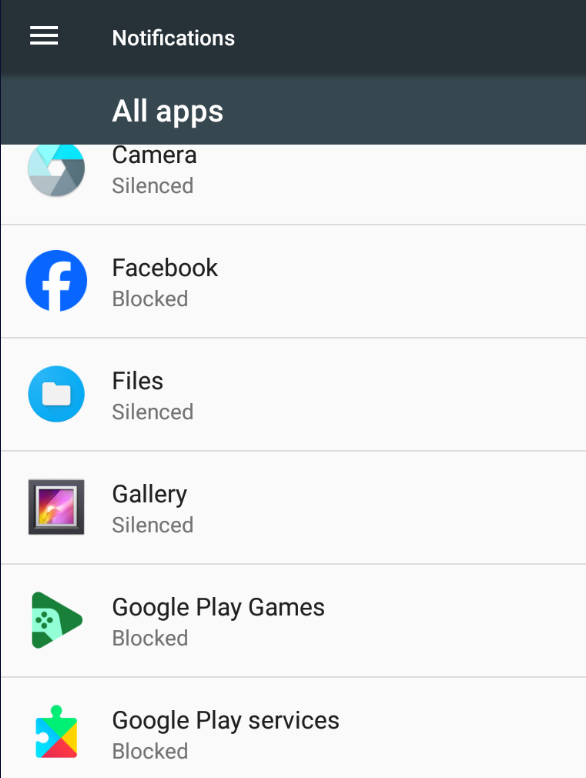 Notifications
All apps
Camera
Silenced
Facebook
Blocked
Files
Silenced
Gallery
Silenced
Google Play Games
Blocked
Google Play services
Blocked